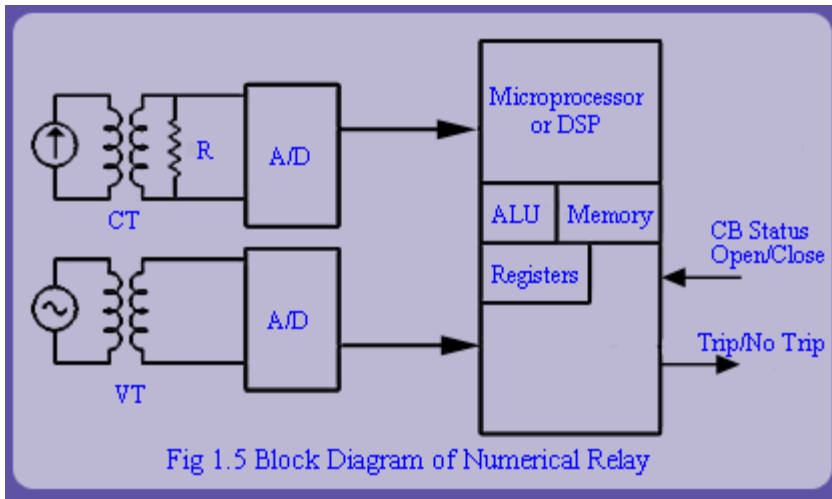 R
A/D
CT
A/D
VT
Microprocessor
or DSP
ALU
Memory
Registers
CB Status
Open/Close
Trip/No Trip
Fig 1.5 Block Diagram of Numerical Relay